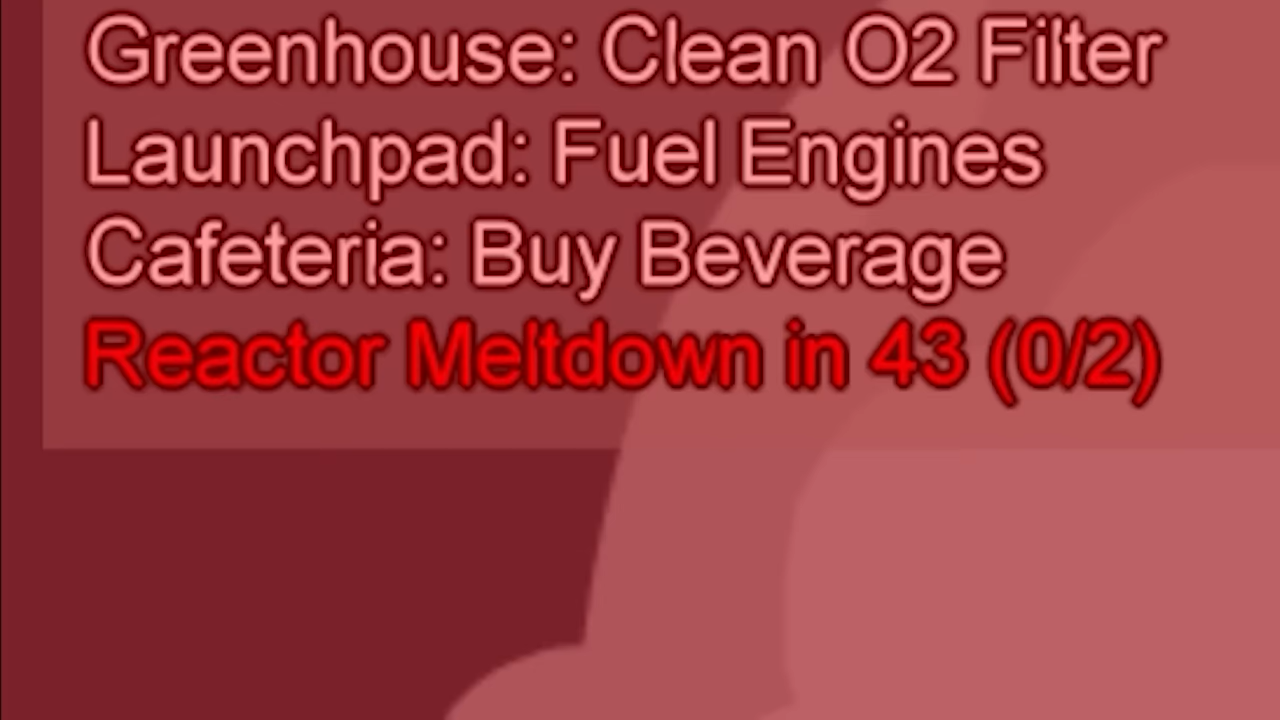 Greenhouse: Clean O2 Filter
Launchpad: Fuel Engines
Cafeteria: Buy Beverage
Reactor Meltdown in 43 (0/2)